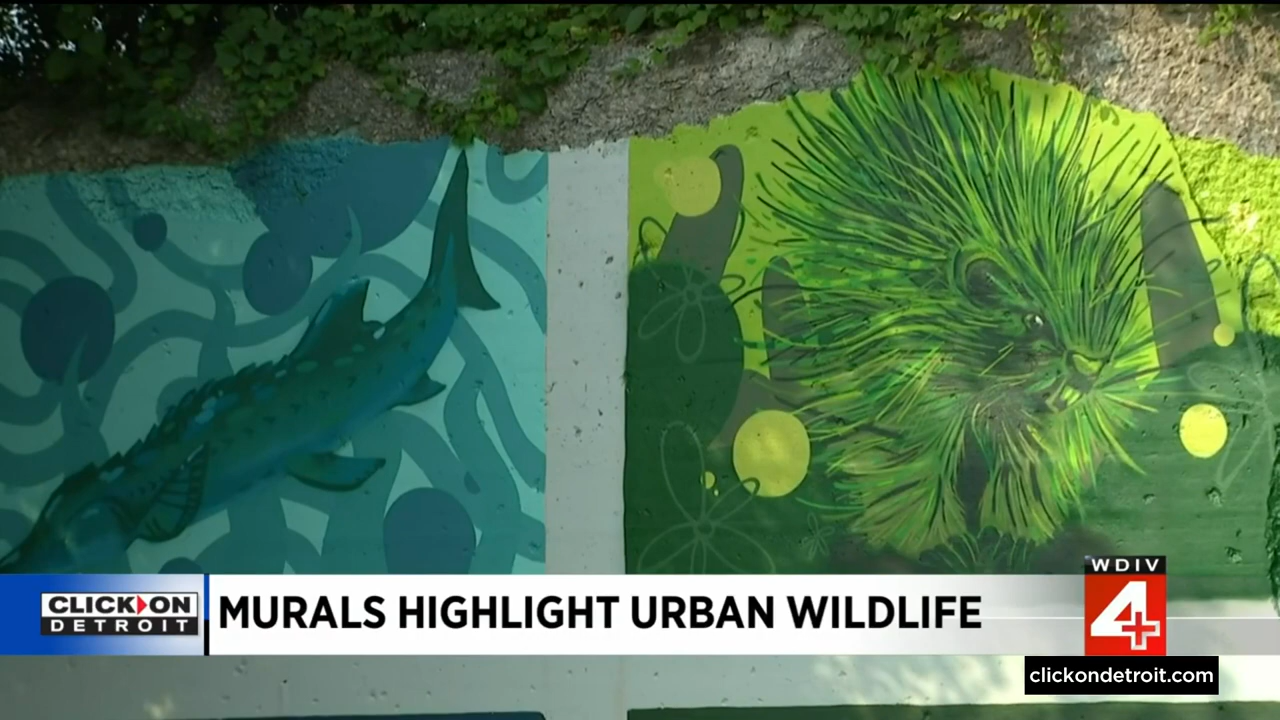 CLICK ON
DETROIT
MURALS HIGHLIGHT URBAN WILDLIFE
WDIV
4+
clickondetroit.com